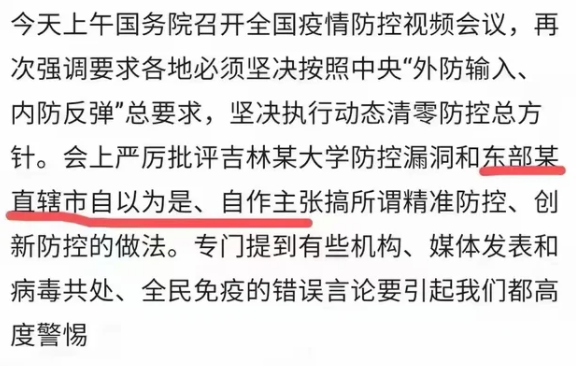 今天上午国务院召开全国疫情防控视频会议，再
次强调要求各地必须坚决按照中央“外防输入、
内防反弹”总要求，坚决执行动态清零防控总方
针。会上严厉批评吉林某大学防控漏洞和东部某
直辖市自以为是、自作主张搞所谓精准防控、创
新防控的做法。专门提到有些机构、媒体发表和
病毒共处、全民免疫的错误言论要引起我们都高
度警惕